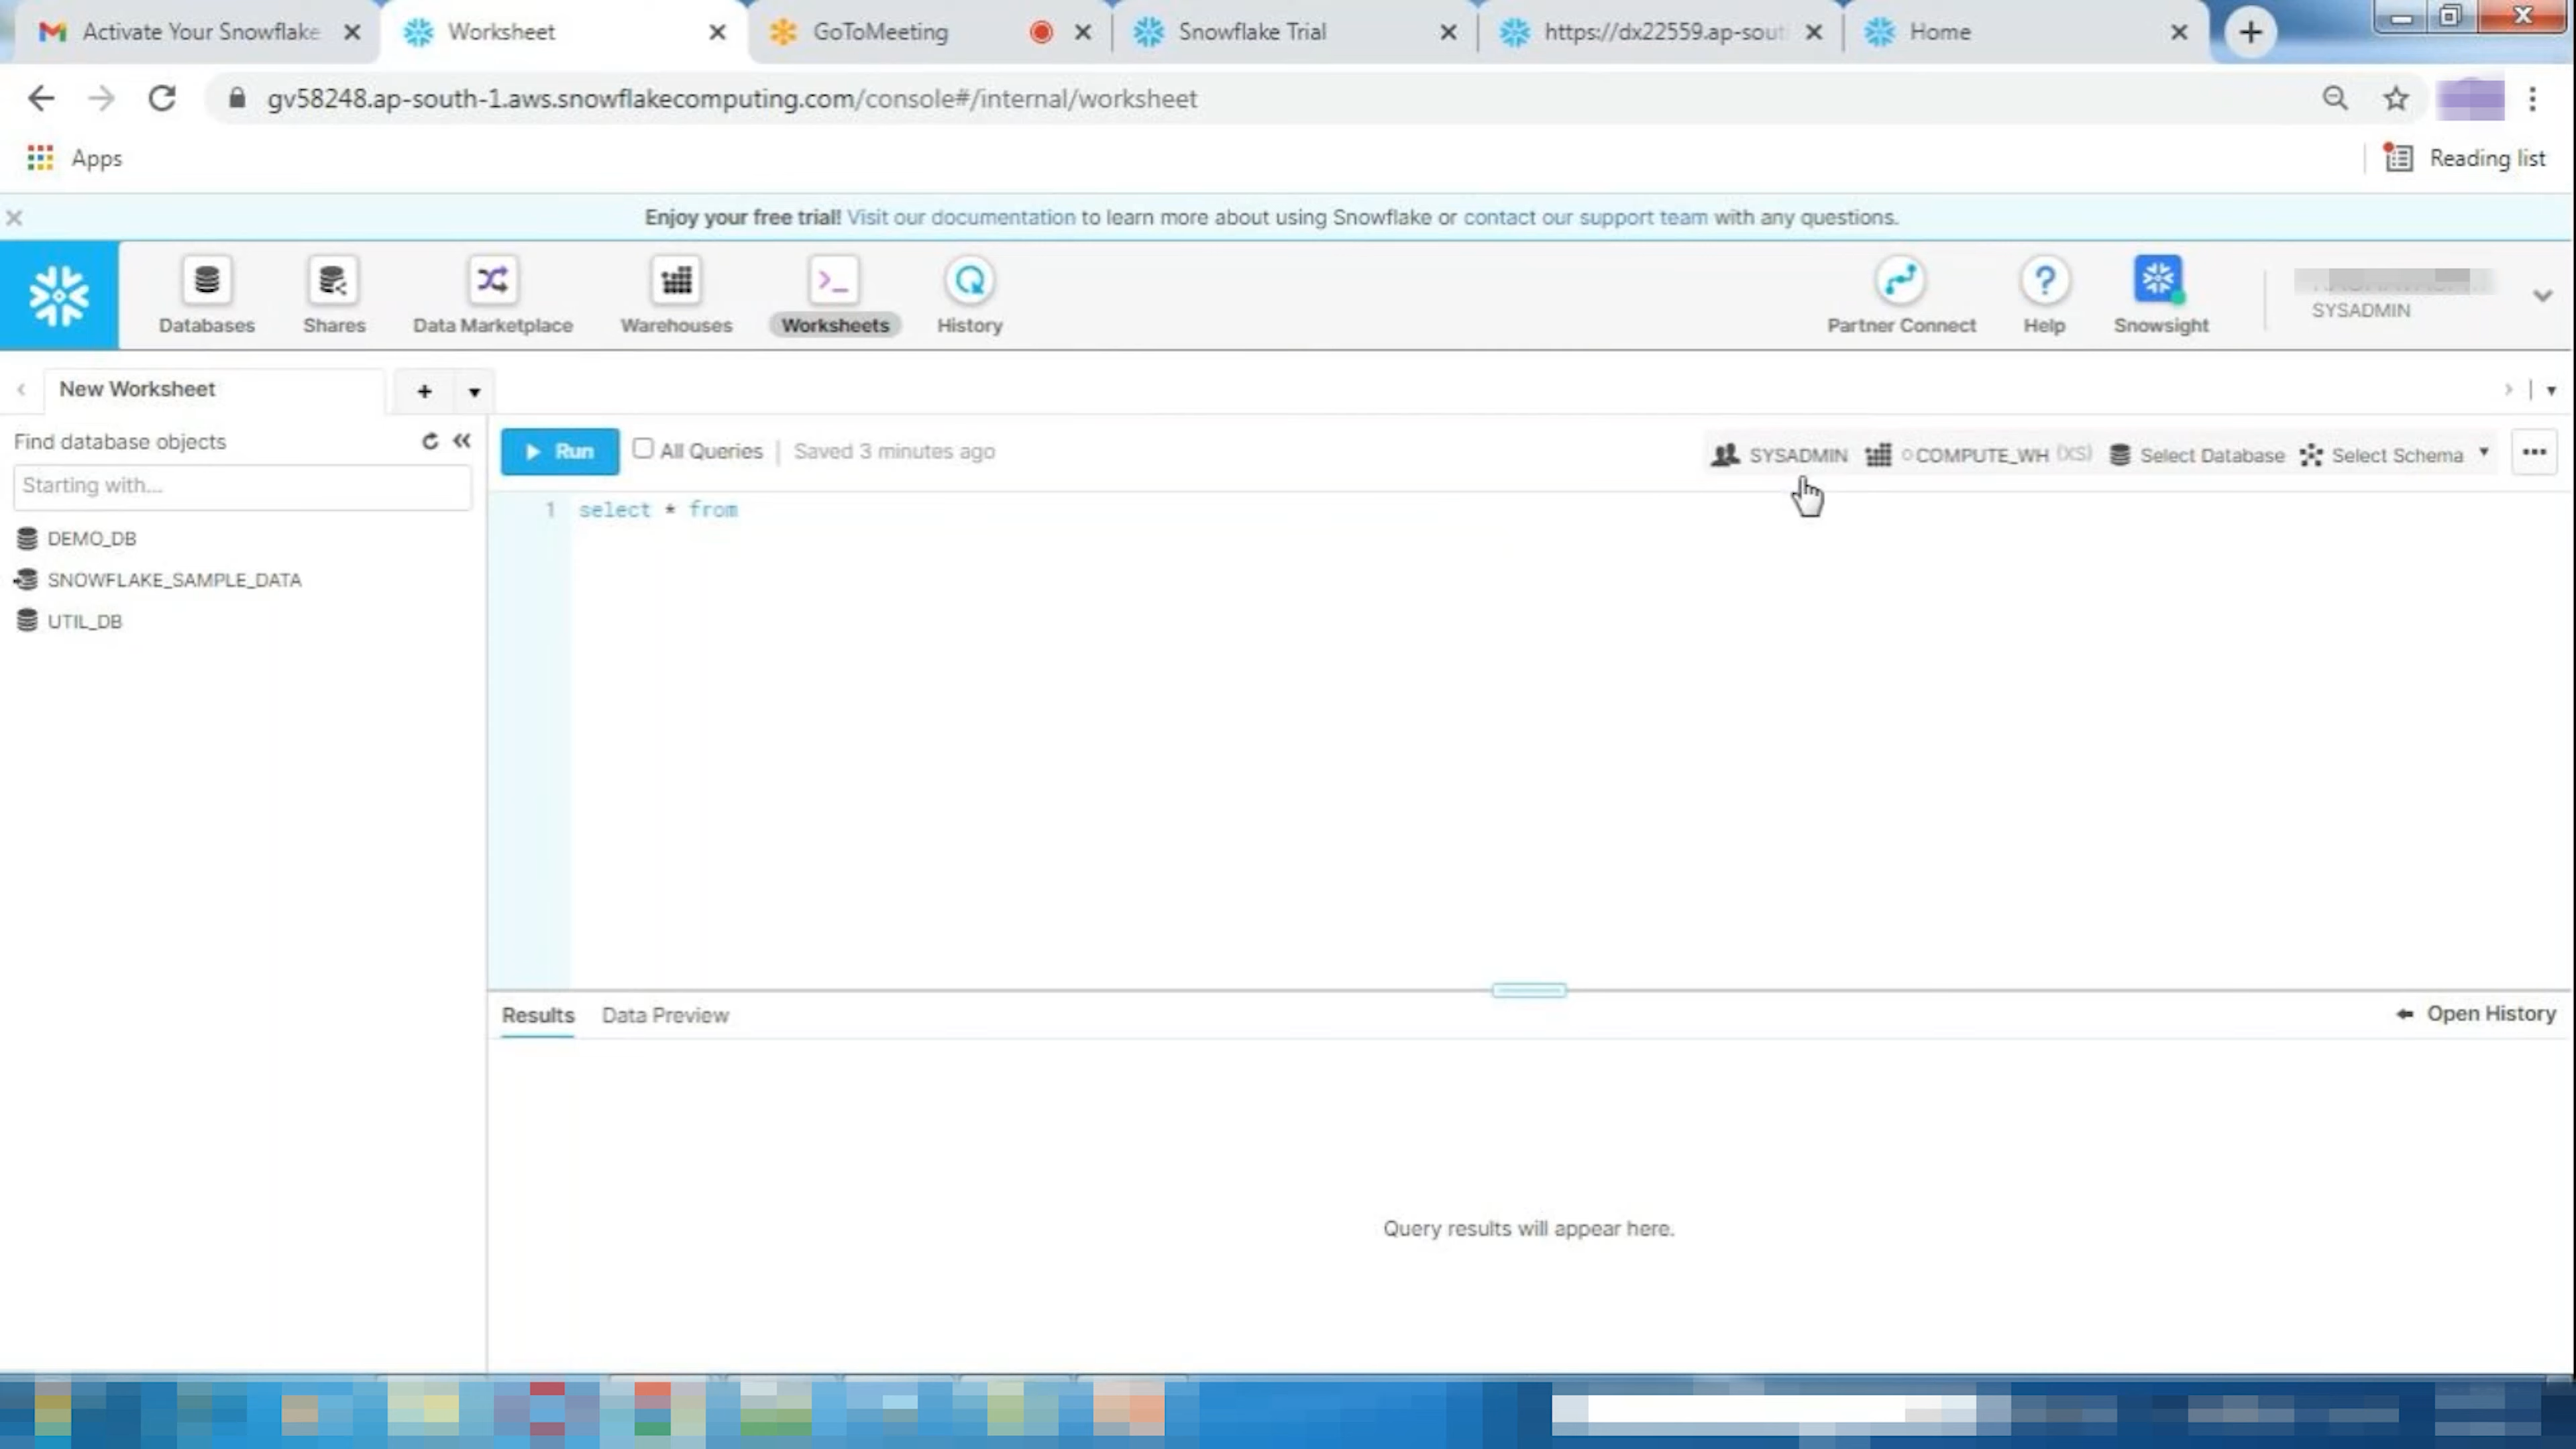 Activate Your Snowflake
Worksheet
GoToMeeting
Snowflake Trial
https://dx22559.ap-sout
Home
gv58248.ap-south-1.aws.snowflakecomputing.com/console#/internal/worksheet
Apps
Reading list
Enjoy your free trial! Visit our documentation to learn more about using Snowflake or contact our support team with any questions.
Databases
Shares
Data Marketplace
Warehouses
Worksheets
History
Partner Connect
Help
Snowsight
SYSADMIN
New Worksheet
Find database objects
Starting with...
DEMO_DB
SNOWFLAKE_SAMPLE_DATA
UTIL_DB
Run
All Queries
Saved 3 minutes ago
SYSADMIN
COMPUTE_WH (XS)
Select Database
Select Schema
1 select * from
Results
Data Preview
Open History
Query results will appear here.